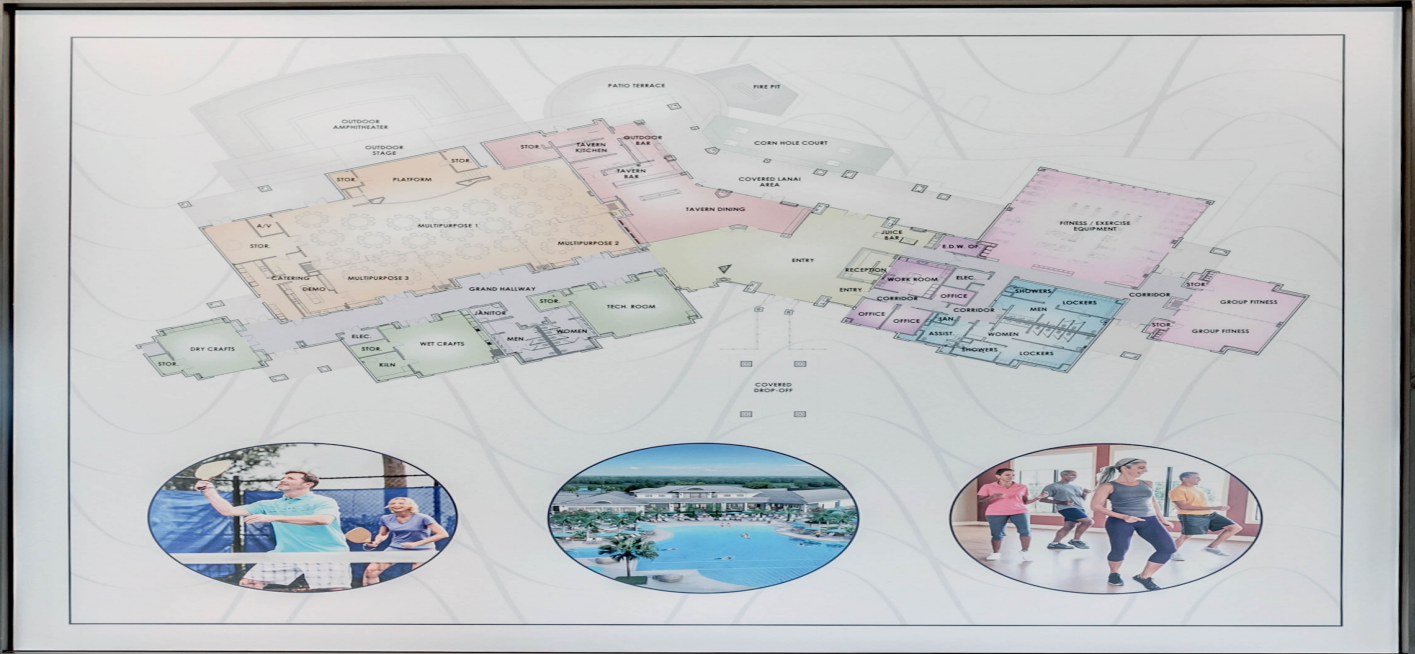 PATIO TERRACE
FIRE PIT
OUTDOOR
AMPHITHEATER
OUTDOOR
STAGE
STOR.
STOR.
PLATFORM
STOR.
TAVERN
KITCHEN
OUTDOOR
BAR
TAVERN
BAR
CORN HOLE COURT
COVERED LANAI
AREA
TAVERN DINING
A/V
STOR.
MULTIPURPOSE 1
MULTIPURPOSE 2
CATERING
DEMO
MULTIPURPOSE 3
GRAND HALLWAY
ENTRY
JUICE
BAR
E.D.W. OF
FITNESS / EXERCISE
EQUIPMENT
RECEPTION
ENTRY
WORK ROOM
ELEC.
CORRIDOR
OFFICE
OFFICE
OFFICE
CORRIDOR
JAN.
ASSIST.
SHOWERS
MEN
LOCKERS
WOMEN
SHOWERS
LOCKERS
CORRIDOR
STOR.
GROUP FITNESS
STOR.
GROUP FITNESS
STOR.
TECH. ROOM
JANITOR
MEN
WOMEN
ELEC.
STOR.
WET CRAFTS
KILN
DRY CRAFTS
STOR.
COVERED
DROP-OFF